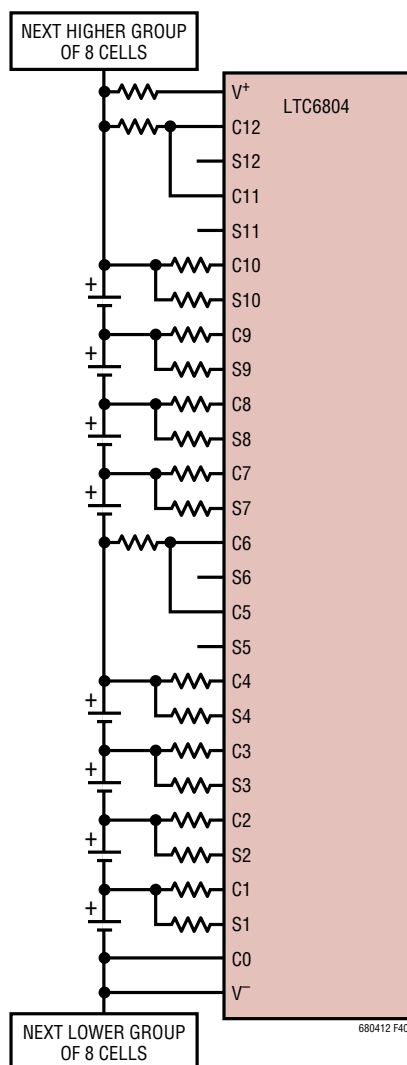 NEXT HIGHER GROUP
OF 8 CELLS
LTC6804
V+
C12
S12
C11
S11
C10
S10
+
C9
S9
+
C8
S8
+
C7
S7
+
C6
S6
C5
S5
C4
S4
+
C3
S3
+
C2
S2
+
C1
S1
+
C0
V–
NEXT LOWER GROUP
OF 8 CELLS
680412 F40